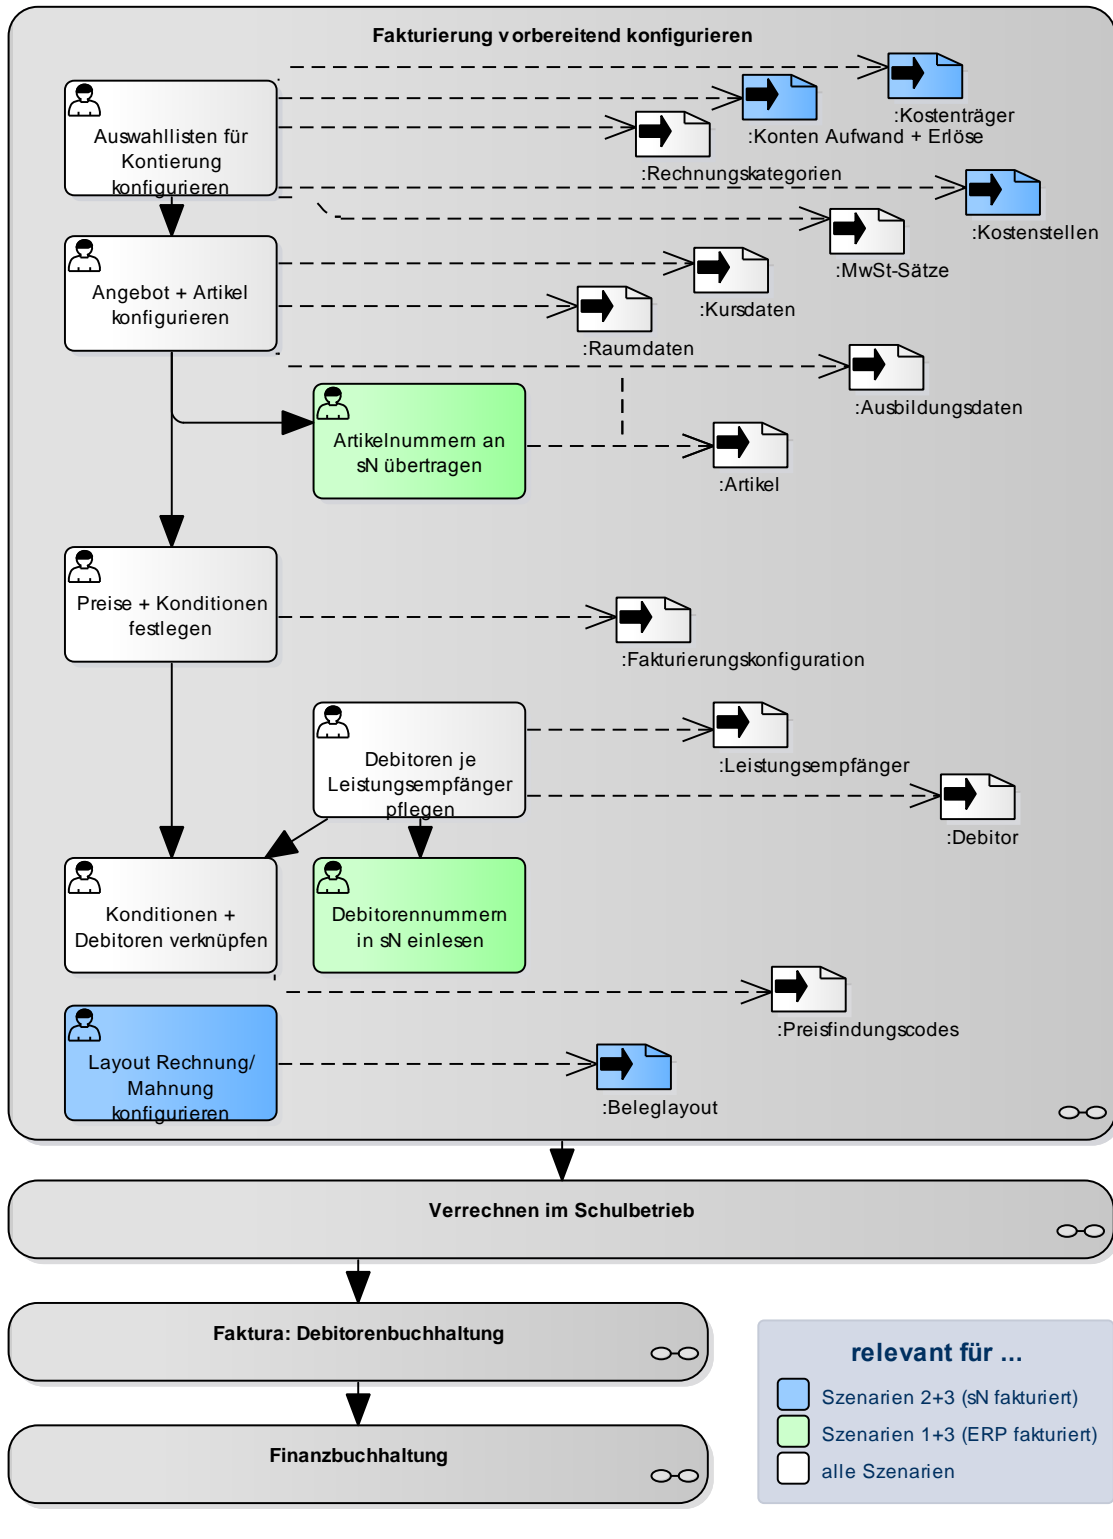 Fakturierung vorbereitend konfigurieren
Auswahllisten für
Kontierung
konfigurieren
:Kostenträger
:Konten Aufwand + Erlöse
:Rechnungskategorien
:Kostenstellen
:MwSt-Sätze
Angebot + Artikel
konfigurieren
:Kursdaten
:Raumdaten
:Ausbildungsdaten
Artikelnummern an
sN übertragen
:Artikel
Preise + Konditionen
festlegen
:Fakturierungskonfiguration
Debitoren je
Leistungsempfänger
pflegen
:Leistungsempfänger
:Debitor
Konditionen +
Debitoren verknüpfen
Debitorennummern
in sN einlesen
:Preisfindungscodes
Layout Rechnung/
Mahnung
konfigurieren
:Beleglayout
Verrechnen im Schulbetrieb
Faktura: Debitorenbuchhaltung
Finanzbuchhaltung
relevant für ...
Szenarien 2+3 (sN fakturiert)
Szenarien 1+3 (ERP fakturiert)
alle Szenarien